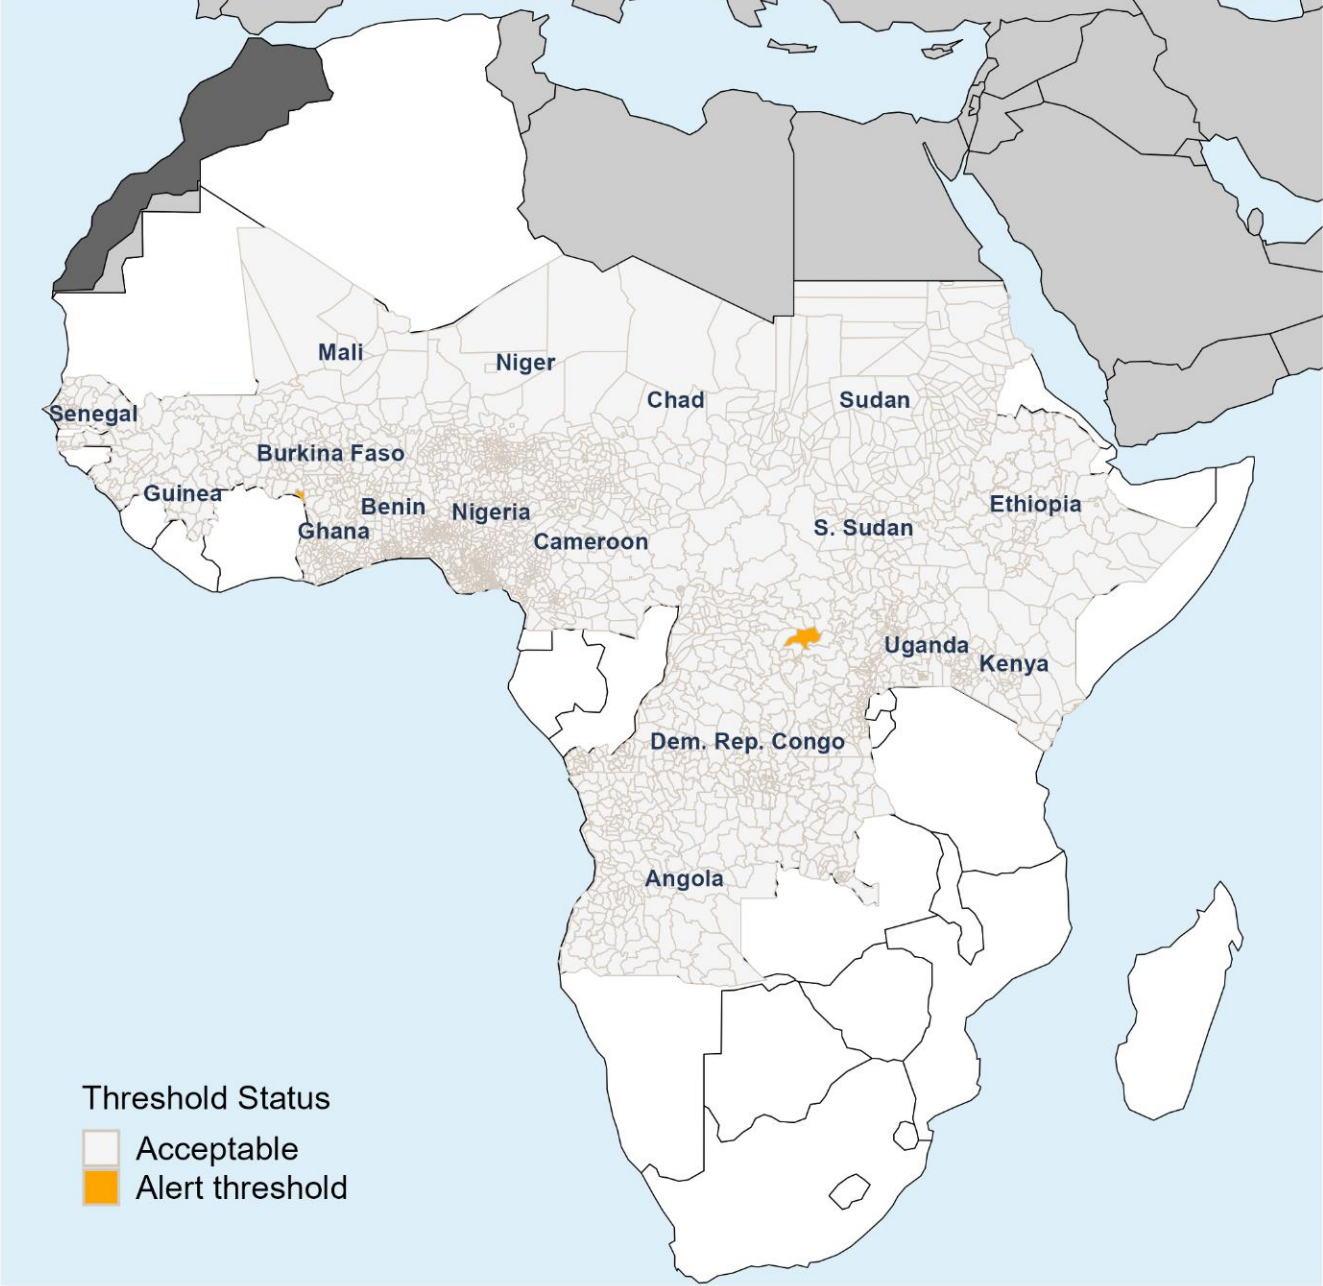 Mali
Niger
Chad
Sudan
Senegal
Burkina Faso
Guinea
Benin
Nigeria
Ethiopia
Ghana
Cameroon
S. Sudan
Uganda
Kenya
Dem. Rep. Congo
Angola
Threshold Status
Acceptable
Alert threshold